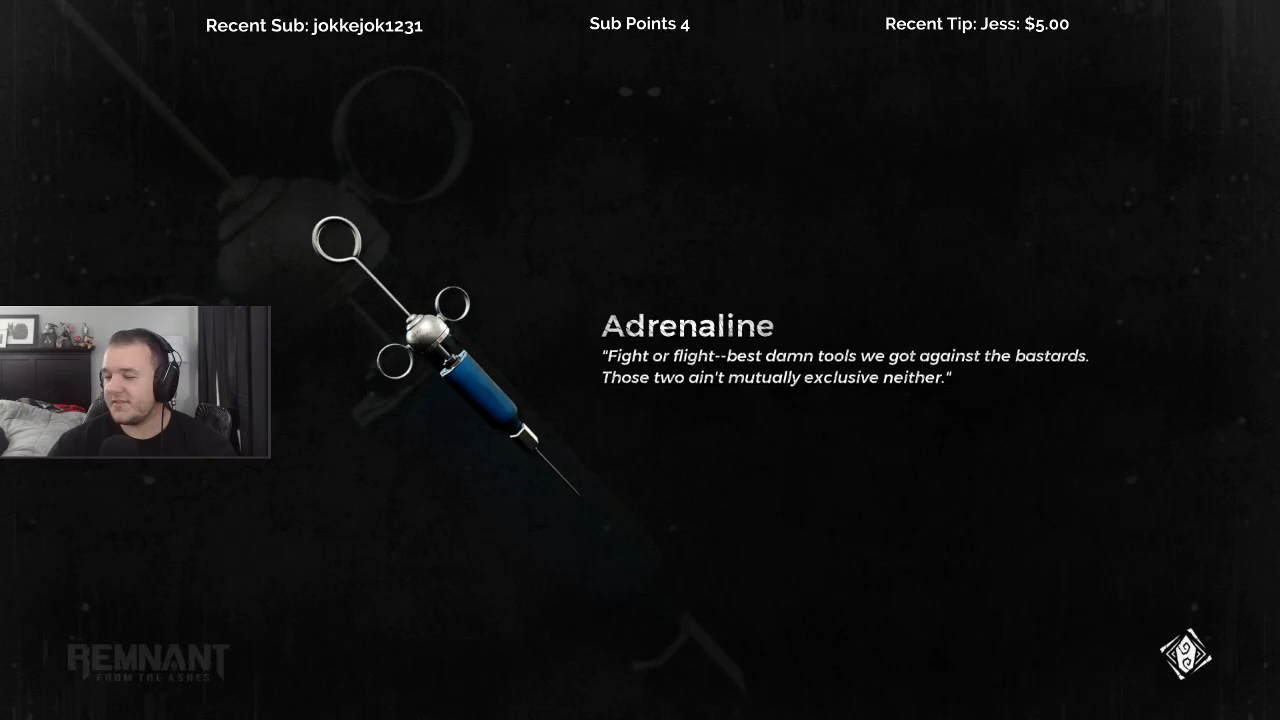 Recent Sub: jokkejok1231
Sub Points 4
Recent Tip: Jess: $5.00
Adrenaline
"Fight or flight--best damn tools we got against the bastards.
Those two ain't mutually exclusive neither."
REMNANT
FROM THE ASHES